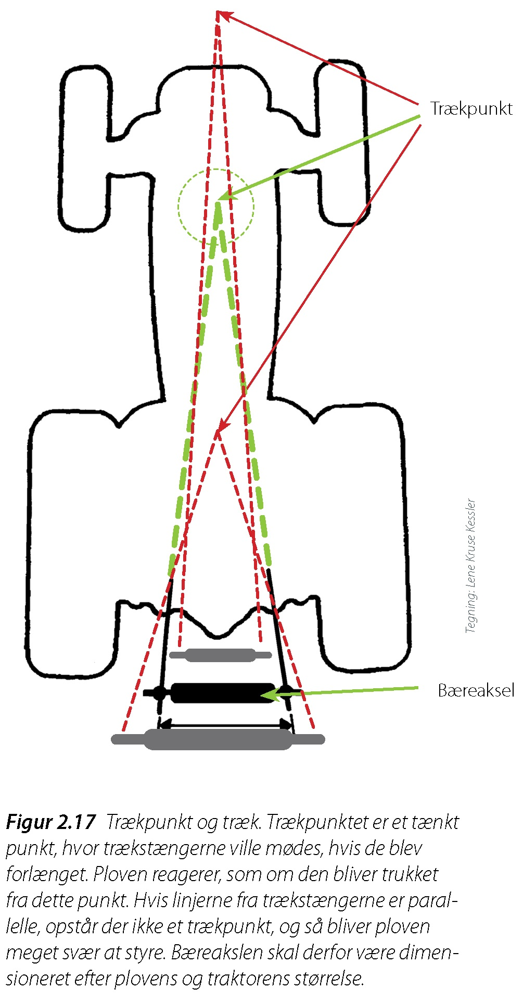 Trækpunkt
Tegning: Lene Kruse Kessler
Bæreaksel
Figur 2.17 Trækpunkt og træk. Trækpunktet er et tænkt
punkt, hvor trækstængerne ville mødes, hvis de blev
forlænget. Ploven reagerer, som om den bliver trukket
fra dette punkt. Hvis linjerne fra trækstængerne er paral-
lelle, opstår der ikke et trækpunkt, og så bliver ploven
meget svær at styre. Bæreakslen skal derfor være dimen-
sioneret efter plovens og traktorens størrelse.